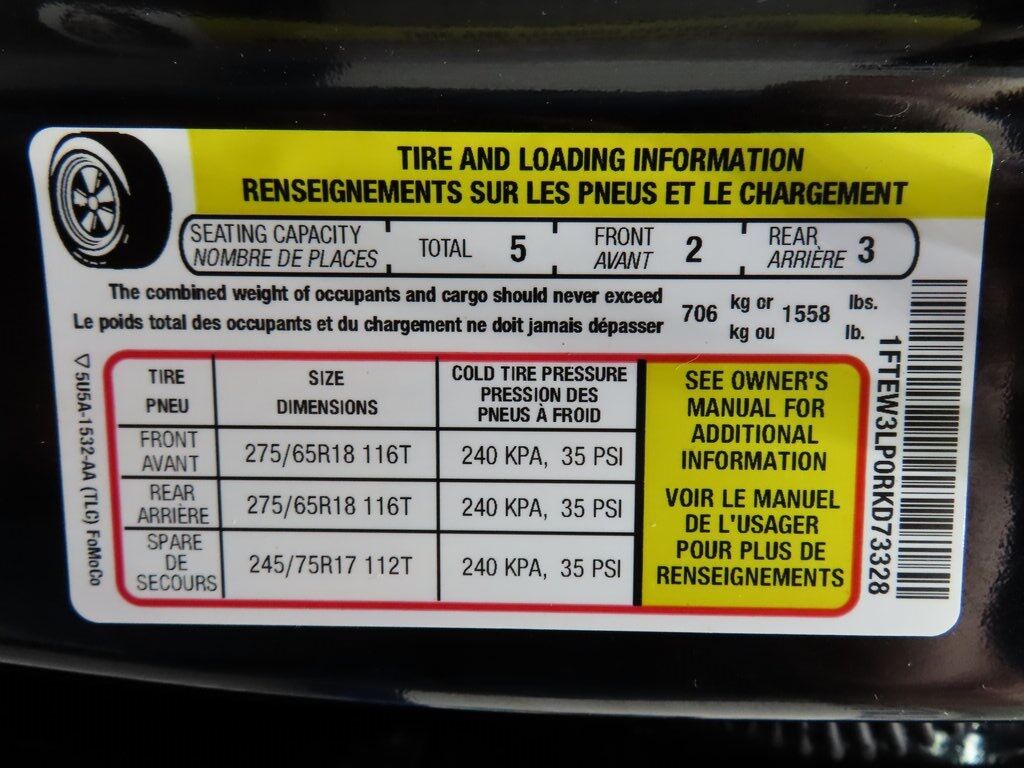 TIRE AND LOADING INFORMATION
RENSEIGNEMENTS SUR LES PNEUS ET LE CHARGEMENT
SEATING CAPACITY
NOMBRE DE PLACES
TOTAL 5
FRONT
AVANT 2
REAR
ARRIÈRE 3
The combined weight of occupants and cargo should never exceed 706 kg or 1558 lbs.
Le poids total des occupants et du chargement ne doit jamais dépasser kg ou lb.
TIRE
PNEU
SIZE
DIMENSIONS
COLD TIRE PRESSURE
PRESSION DES
PNEUS À FROID
FRONT
AVANT
275/65R18 116T
240 KPA, 35 PSI
REAR
ARRIÈRE
275/65R18 116T
240 KPA, 35 PSI
SPARE
DE
SECOURS
245/75R17 112T
240 KPA, 35 PSI
SEE OWNER'S
MANUAL FOR
ADDITIONAL
INFORMATION
VOIR LE MANUEL
DE L'USAGER
POUR PLUS DE
RENSEIGNEMENTS
5U5A-1532-AA (TLC) FoMoCo
1FTEW3LP0RKD73328